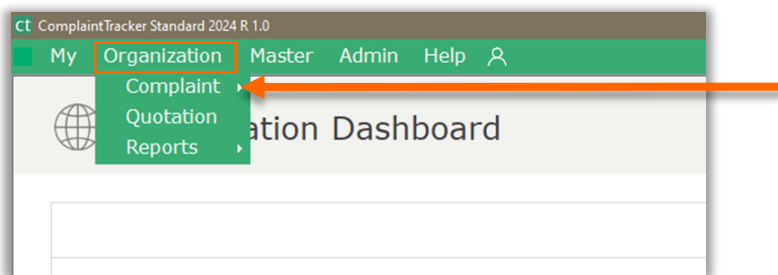 ct ComplaintTracker Standard 2024 R 1.0
My Organization Master Admin Help
Complaint
Quotation
Reports
ation Dashboard